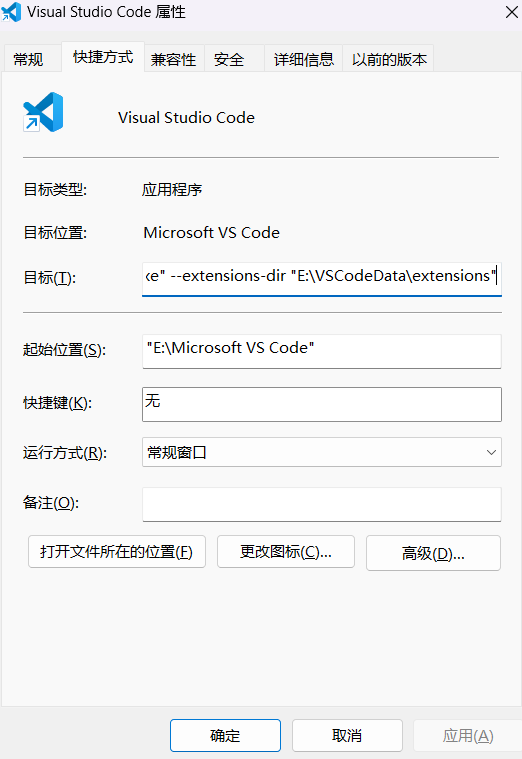 Visual Studio Code 属性
常规 快捷方式 兼容性 安全 详细信息 以前的版本
Visual Studio Code
目标类型: 应用程序
目标位置: Microsoft VS Code
目标(T): e" --extensions-dir "E:\VSCodeData\extensions"
起始位置(S): "E:\Microsoft VS Code"
快捷键(K): 无
运行方式(R): 常规窗口
备注(O):
打开文件所在的位置(F) 更改图标(C)... 高级(D)...
确定 取消 应用(A)